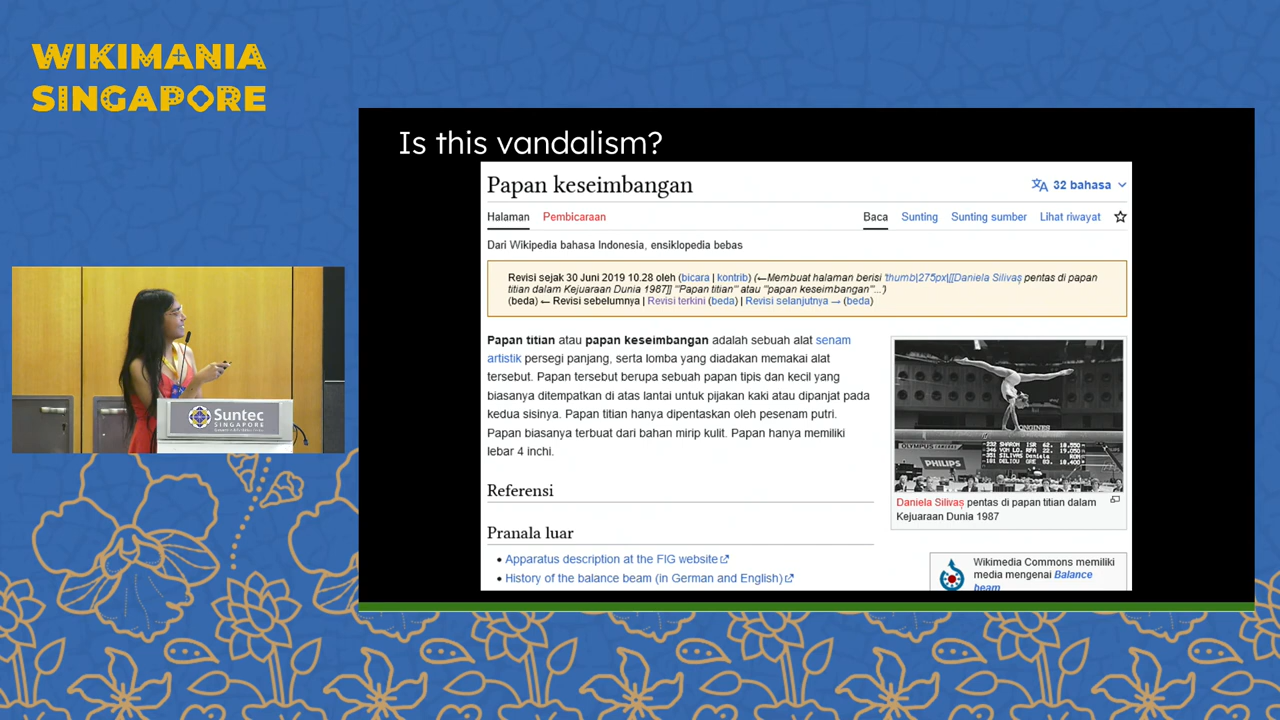 WIKIMANIA
SINGAPORE
Is this vandalism?
Papan keseimbangan
32 bahasa
Halaman Pembicaraan Baca Sunting Sunting sumber Lihat riwayat
Dari Wikipedia bahasa Indonesia, ensiklopedia bebas
Revisi sejak 30 Juni 2019 10.28 oleh (bicara | kontrib) (←Membuat halaman berisi 'thumb|275px|[[Daniela Silivaș pentas di papan
titian dalam Kejuaraan Dunia 1987]] '''Papan titian''' atau '''papan keseimbangan'''...')
(beda) ← Revisi sebelumnya | Revisi terkini (beda) | Revisi selanjutnya → (beda)
Papan titian atau papan keseimbangan adalah sebuah alat senam
artistik persegi panjang, serta lomba yang diadakan memakai alat
tersebut. Papan tersebut berupa sebuah papan tipis dan kecil yang
biasanya ditempatkan di atas lantai untuk pijakan kaki atau dipanjat pada
kedua sisinya. Papan titian hanya dipentaskan oleh pesenam putri.
Papan biasanya terbuat dari bahan mirip kulit. Papan hanya memiliki
lebar 4 inchi.
Referensi
Pranala luar
• Apparatus description at the FIG website
• History of the balance beam (in German and English)
LONGINES
PHILIPS
Daniela Silivaș pentas di papan titian dalam
Kejuaraan Dunia 1987
Wikimedia Commons memiliki
media mengenai Balance
beam
Suntec
SINGAPORE